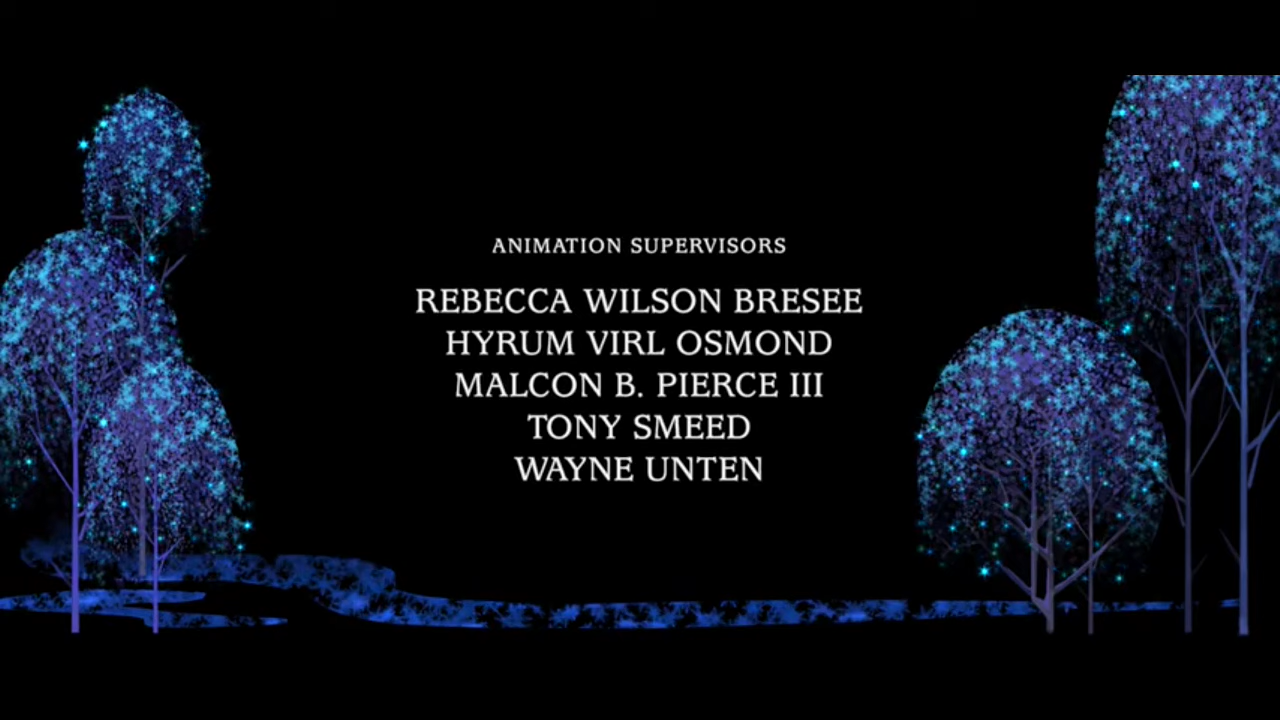 ANIMATION SUPERVISORS
REBECCA WILSON BRESEE
HYRUM VIRL OSMOND
MALCON B. PIERCE III
TONY SMEED
WAYNE UNTEN